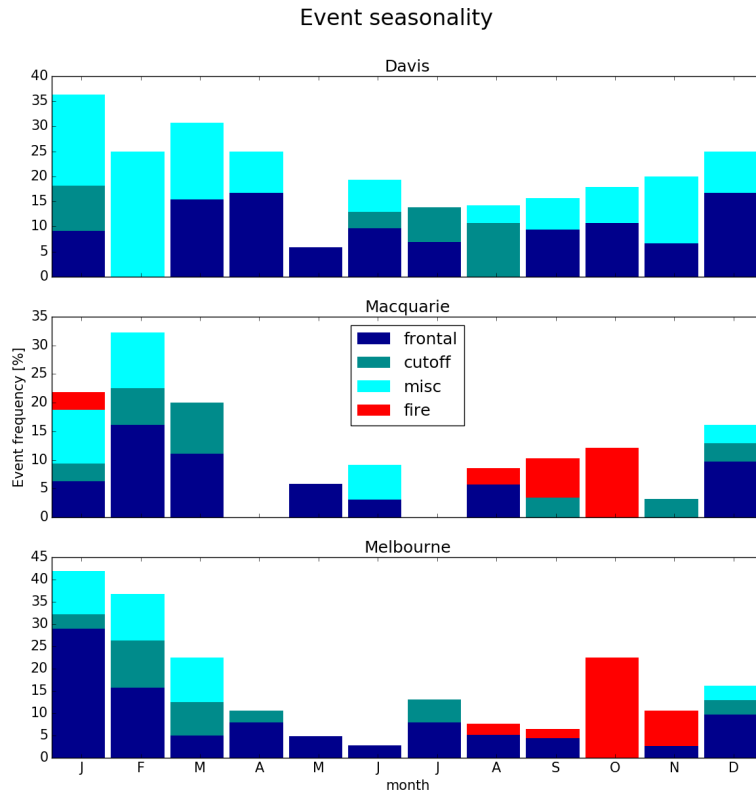 Event seasonality
Davis
40
35
30
25
20
15
10
5
0
Macquarie
35
30
25
20
15
10
5
0
frontal
cutoff
misc
fire
Event frequency [%]
Melbourne
45
40
35
30
25
20
15
10
5
0
J F M A M J J A S O N D
month